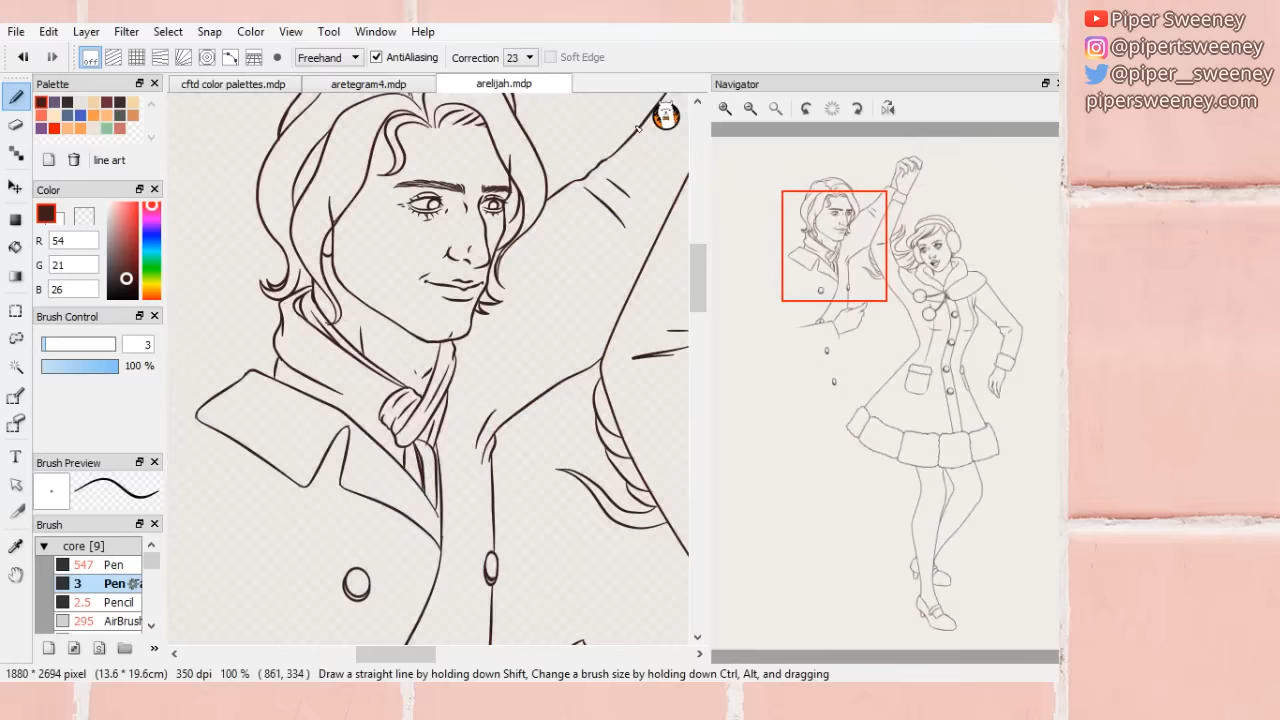 File Edit Layer Filter Select Snap Color View Tool Window Help
off Freehand AntiAliasing Correction 23 Soft Edge
Palette
cftd color palettes.mdp aretegram4.mdp arelijah.mdp
Navigator
line art
Color
R 54
G 21
B 26
Brush Control
3
100 %
Brush Preview
Brush
core [9]
547 Pen
3 Pen
2.5 Pencil
295 AirBrus
1880 * 2694 pixel (13.6 * 19.6cm) 350 dpi 100 % ( 861, 334 ) Draw a straight line by holding down Shift, Change a brush size by holding down Ctrl, Alt, and dragging
Piper Sweeney
@pipertsweeney
@piper__sweeney
pipersweeney.com